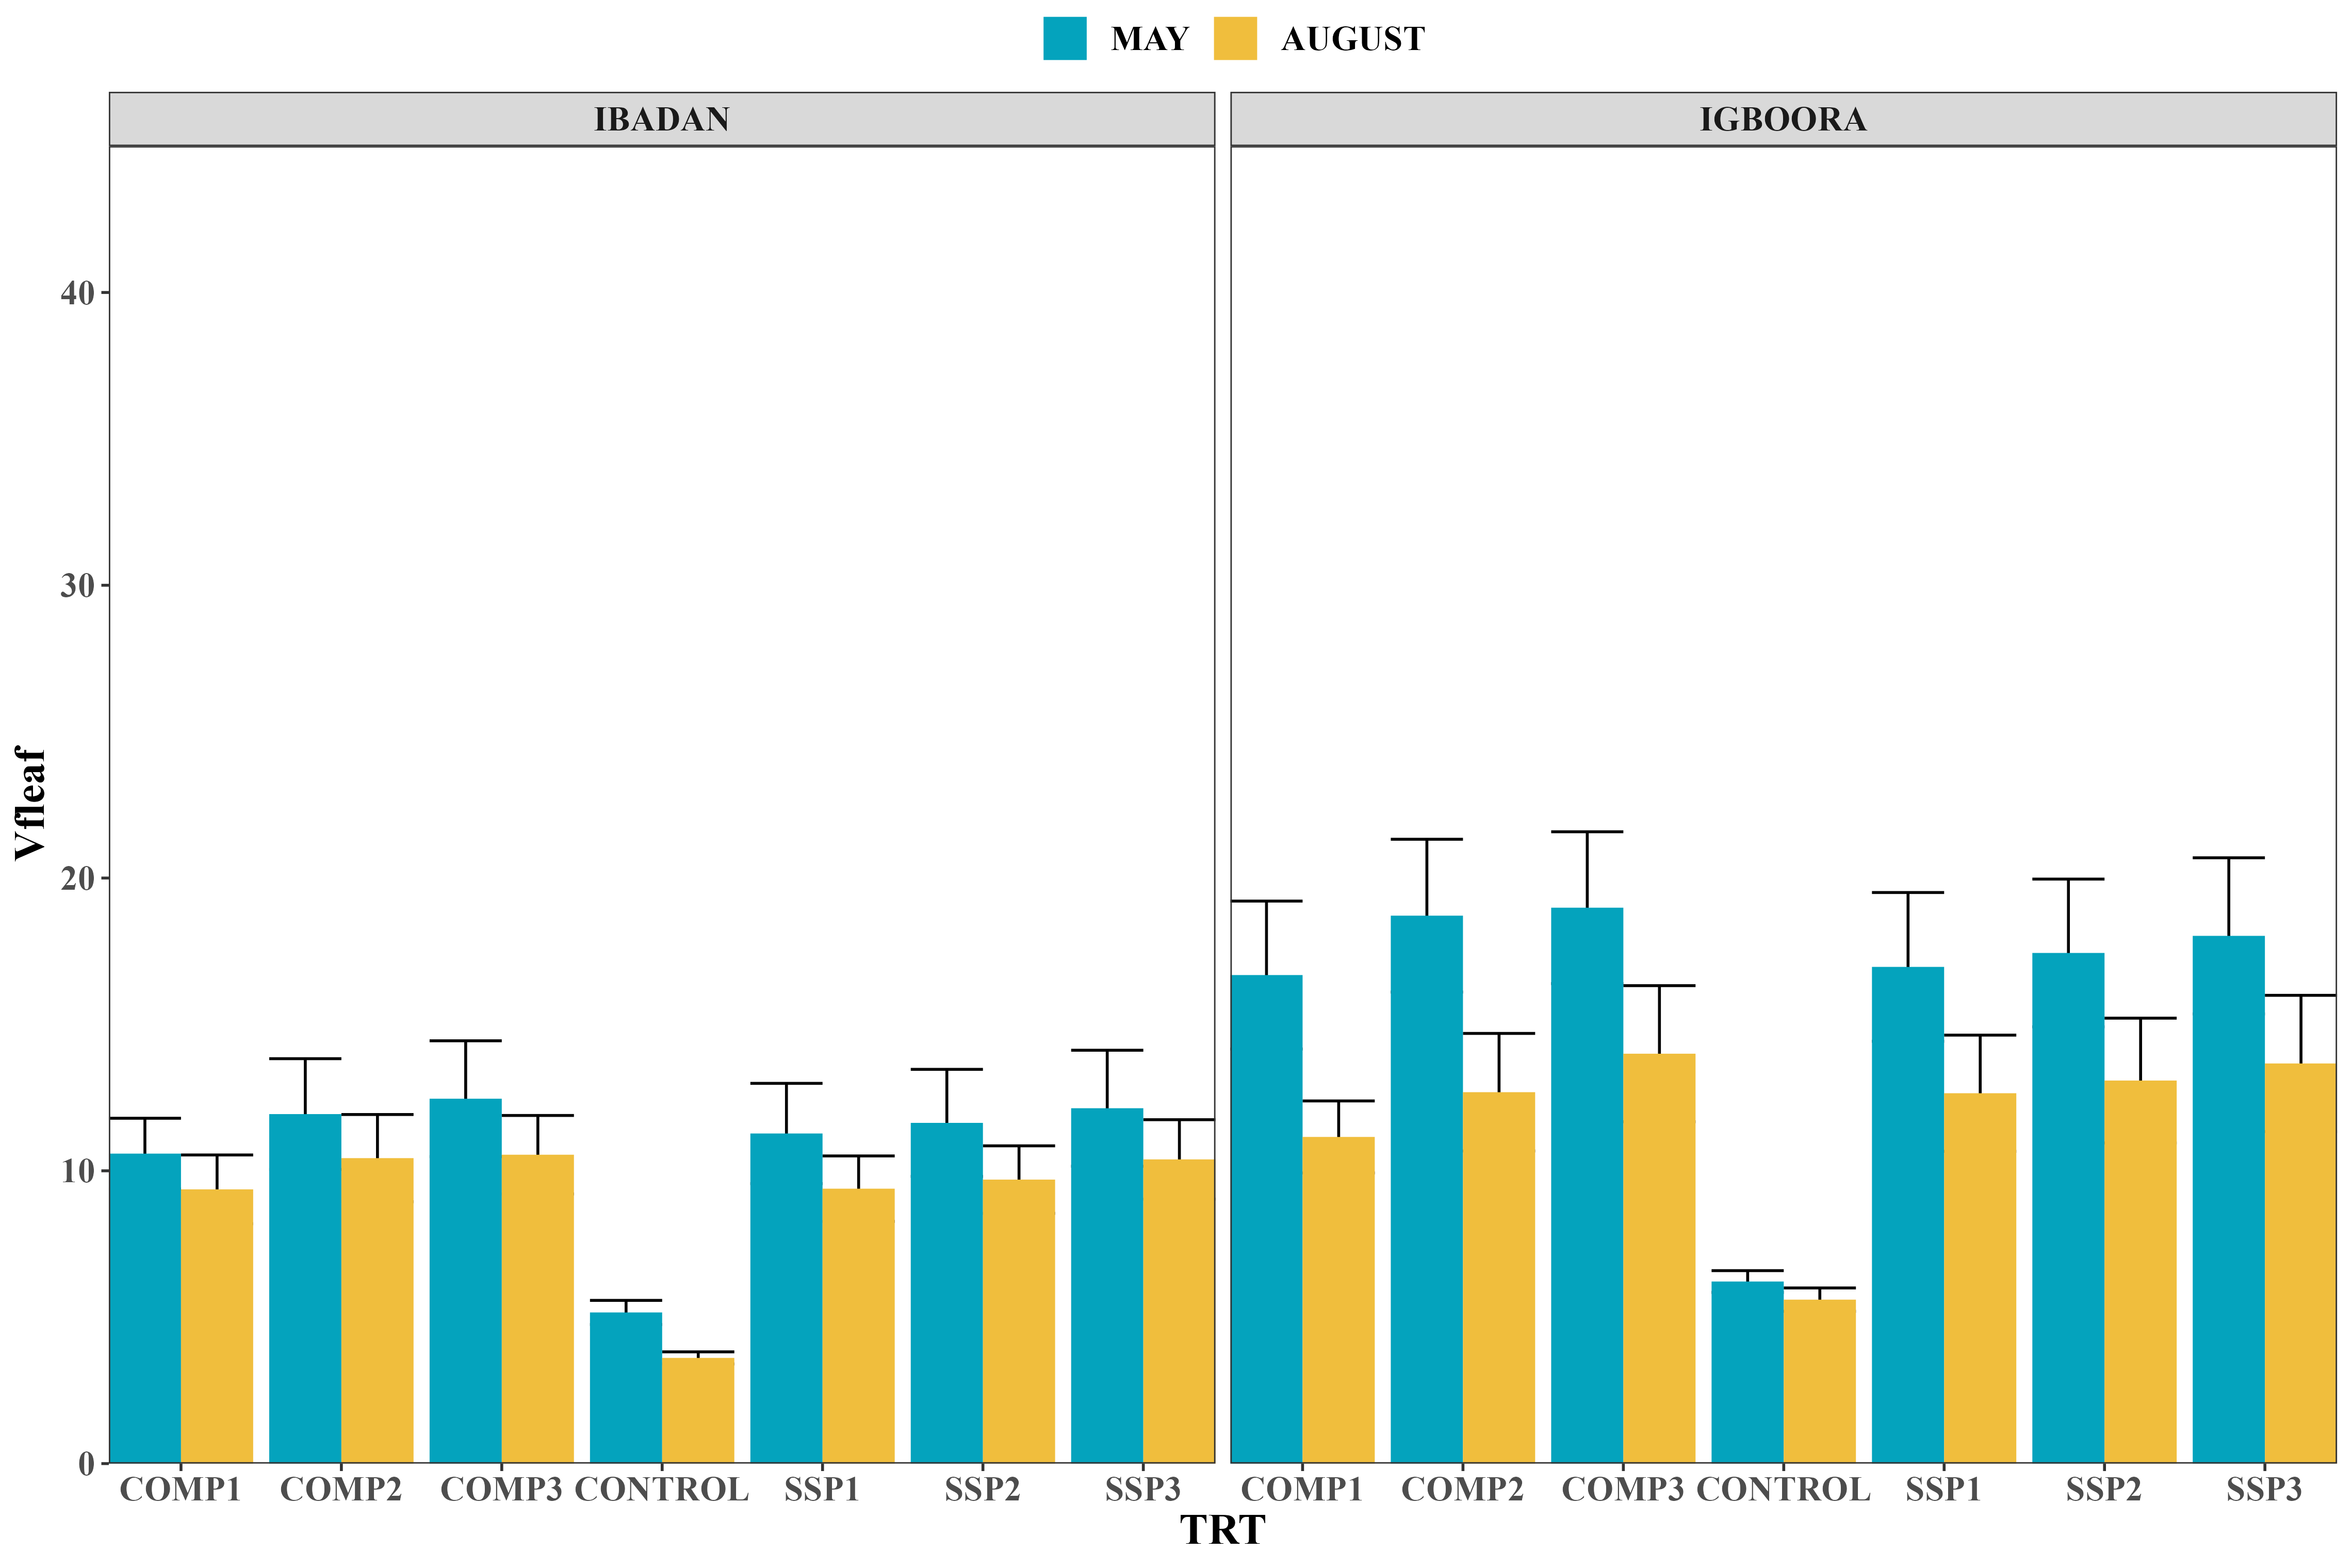 MAY AUGUST
IBADAN IGBOORA
Vfleaf
40
30
20
10
0
COMP1 COMP2 COMP3 CONTROL SSP1 SSP2 SSP3 COMP1 COMP2 COMP3 CONTROL SSP1 SSP2 SSP3
TRT